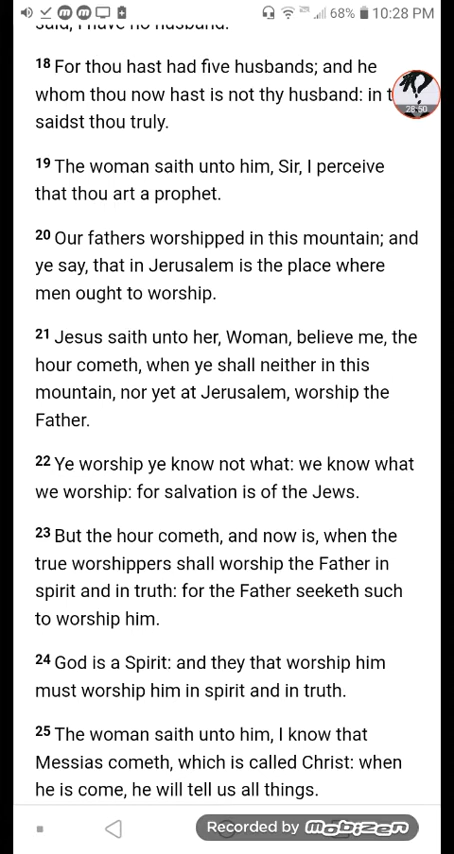 68% 10:28 PM
said, I have no husband:
18 For thou hast had five husbands; and he
whom thou now hast is not thy husband: in t
saidst thou truly.
28:50
19 The woman saith unto him, Sir, I perceive
that thou art a prophet.
20 Our fathers worshipped in this mountain; and
ye say, that in Jerusalem is the place where
men ought to worship.
21 Jesus saith unto her, Woman, believe me, the
hour cometh, when ye shall neither in this
mountain, nor yet at Jerusalem, worship the
Father.
22 Ye worship ye know not what: we know what
we worship: for salvation is of the Jews.
23 But the hour cometh, and now is, when the
true worshippers shall worship the Father in
spirit and in truth: for the Father seeketh such
to worship him.
24 God is a Spirit: and they that worship him
must worship him in spirit and in truth.
25 The woman saith unto him, I know that
Messias cometh, which is called Christ: when
he is come, he will tell us all things.
Recorded by mobizen